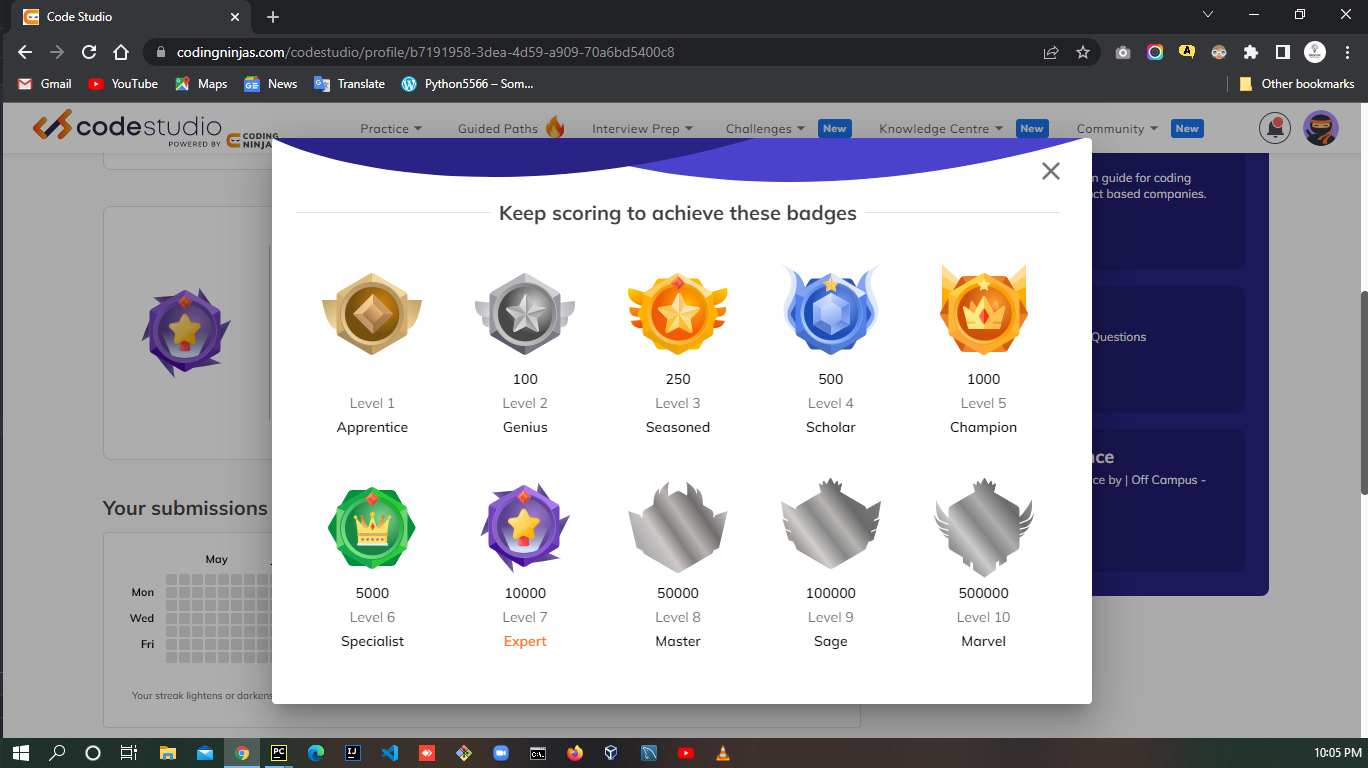 Code Studio
codingninjas.com/codestudio/profile/b7191958-3dea-4d59-a909-70a6bd5400c8
Gmail YouTube Maps News Translate Python5566 – Som... Other bookmarks
codestudio
POWERED BY CODING NINJAS
Practice Guided Paths Interview Prep Challenges New Knowledge Centre New Community New
n guide for coding
ct based companies.
Keep scoring to achieve these badges
100 250 500 1000
Level 1 Level 2 Level 3 Level 4 Level 5
Apprentice Genius Seasoned Scholar Champion
Questions
nce
ce by | Off Campus -
5000 10000 50000 100000 500000
Level 6 Level 7 Level 8 Level 9 Level 10
Specialist Expert Master Sage Marvel
Your submissions
May
Mon
Wed
Fri
Your streak lightens or darkens
10:05 PM